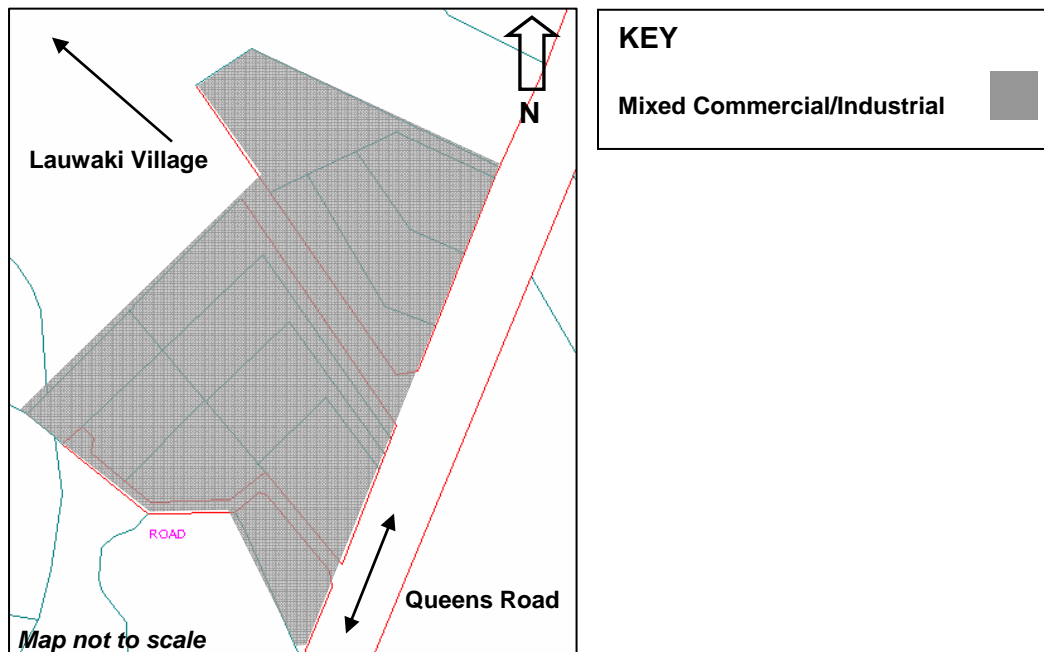 N
Lauwaki Village
ROAD
Queens Road
Map not to scale
KEY
Mixed Commercial/Industrial